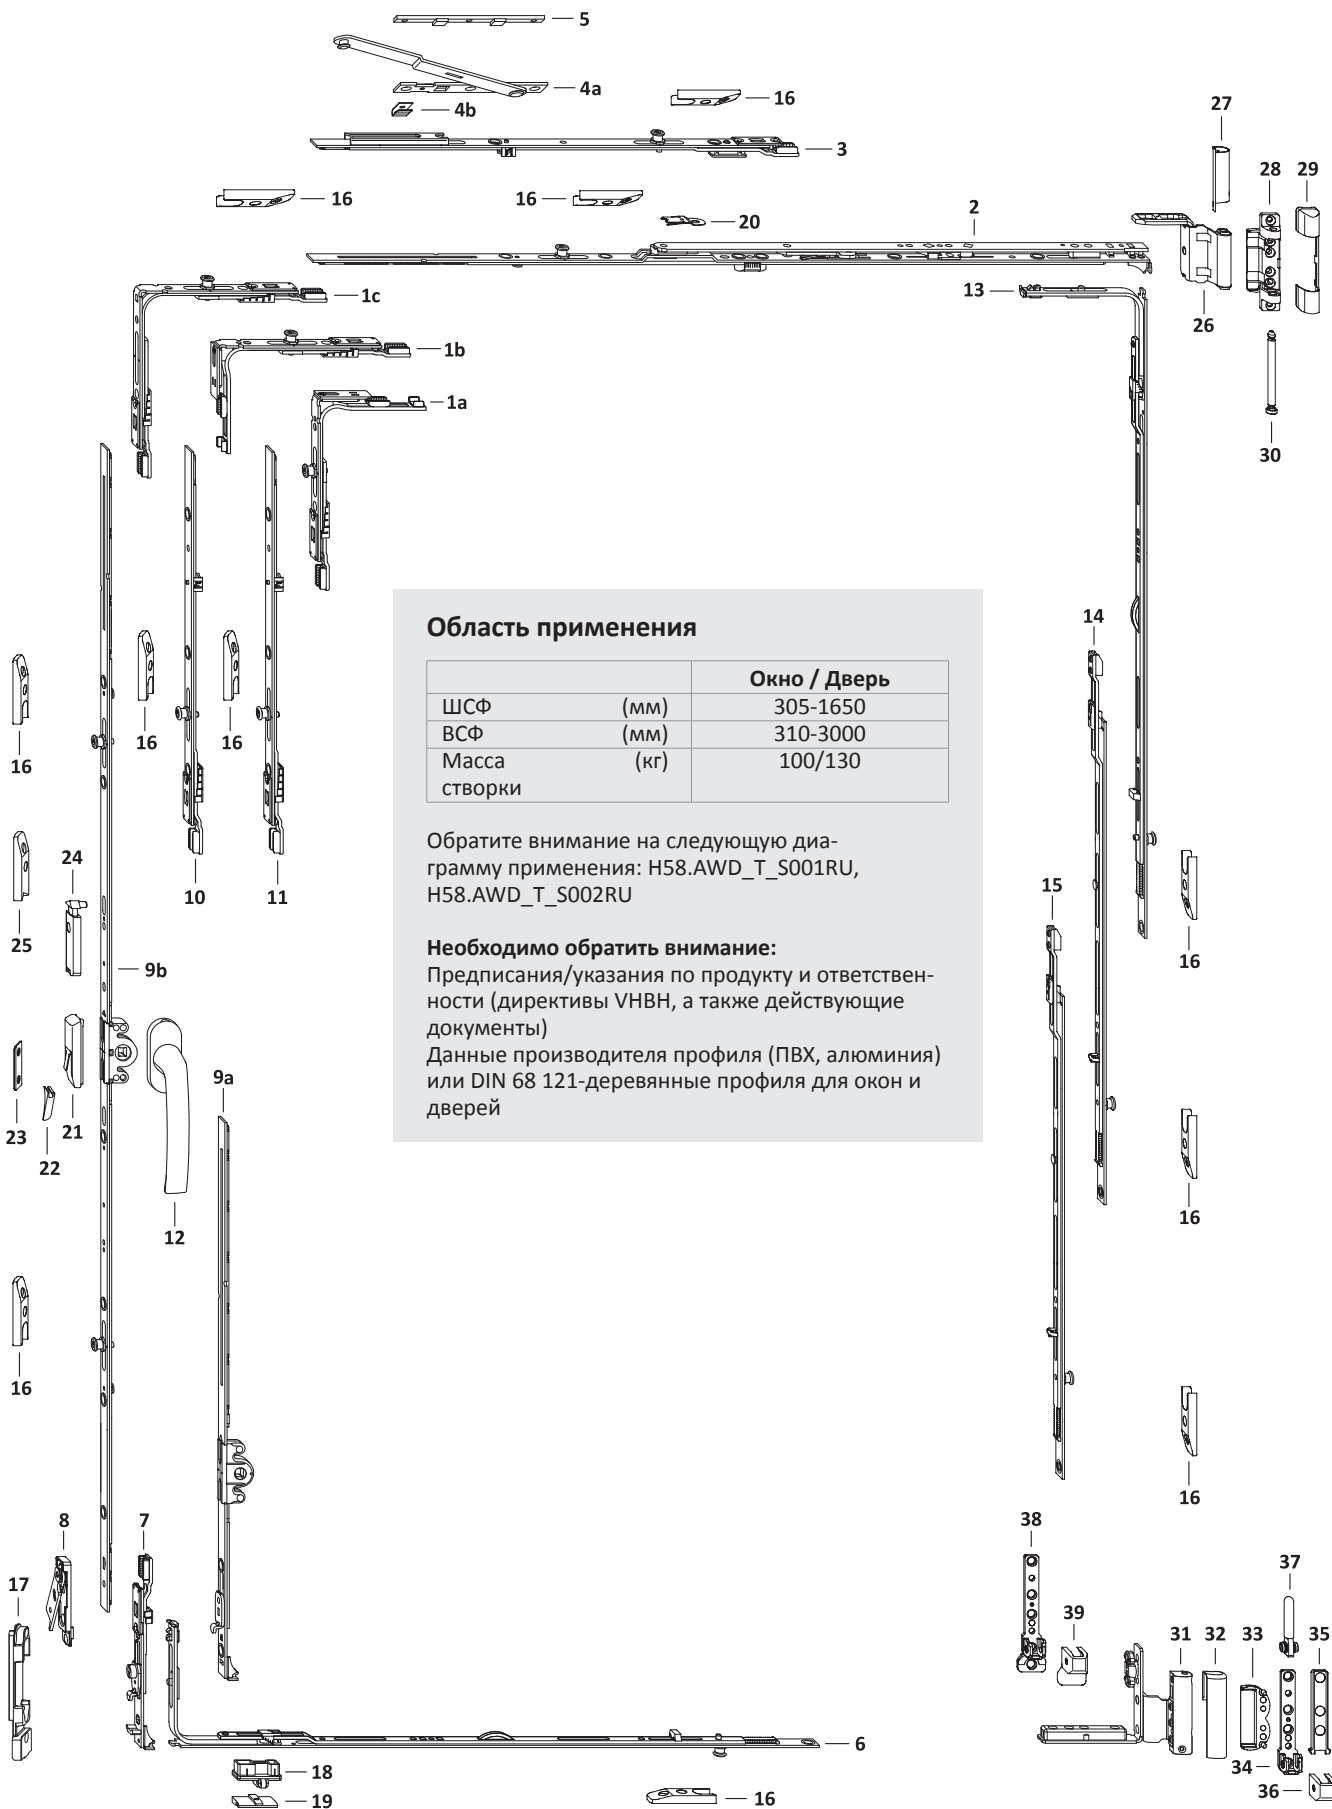 5
4a
4b
16
3
27
28
29
16
16
20
2
1c
13
26
1b
1a
30
Область применения
Окно / Дверь
ШСФ (мм) 305-1650
ВСФ (мм) 310-3000
Масса (кг) 100/130
створки
Обратите внимание на следующую диа-
грамму применения: H58.AWD_T_S001RU,
H58.AWD_T_S002RU
Необходимо обратить внимание:
Предписания/указания по продукту и ответствен-
ности (директивы VHBH, а также действующие
документы)
Данные производителя профиля (ПВХ, алюминия)
или DIN 68 121-деревянные профиля для окон и
дверей
14
16
16
16
24
10
11
15
25
9b
16
9a
23
21
22
12
16
16
16
8
7
38
37
17
39
31
32
33
35
6
34
18
36
19
16